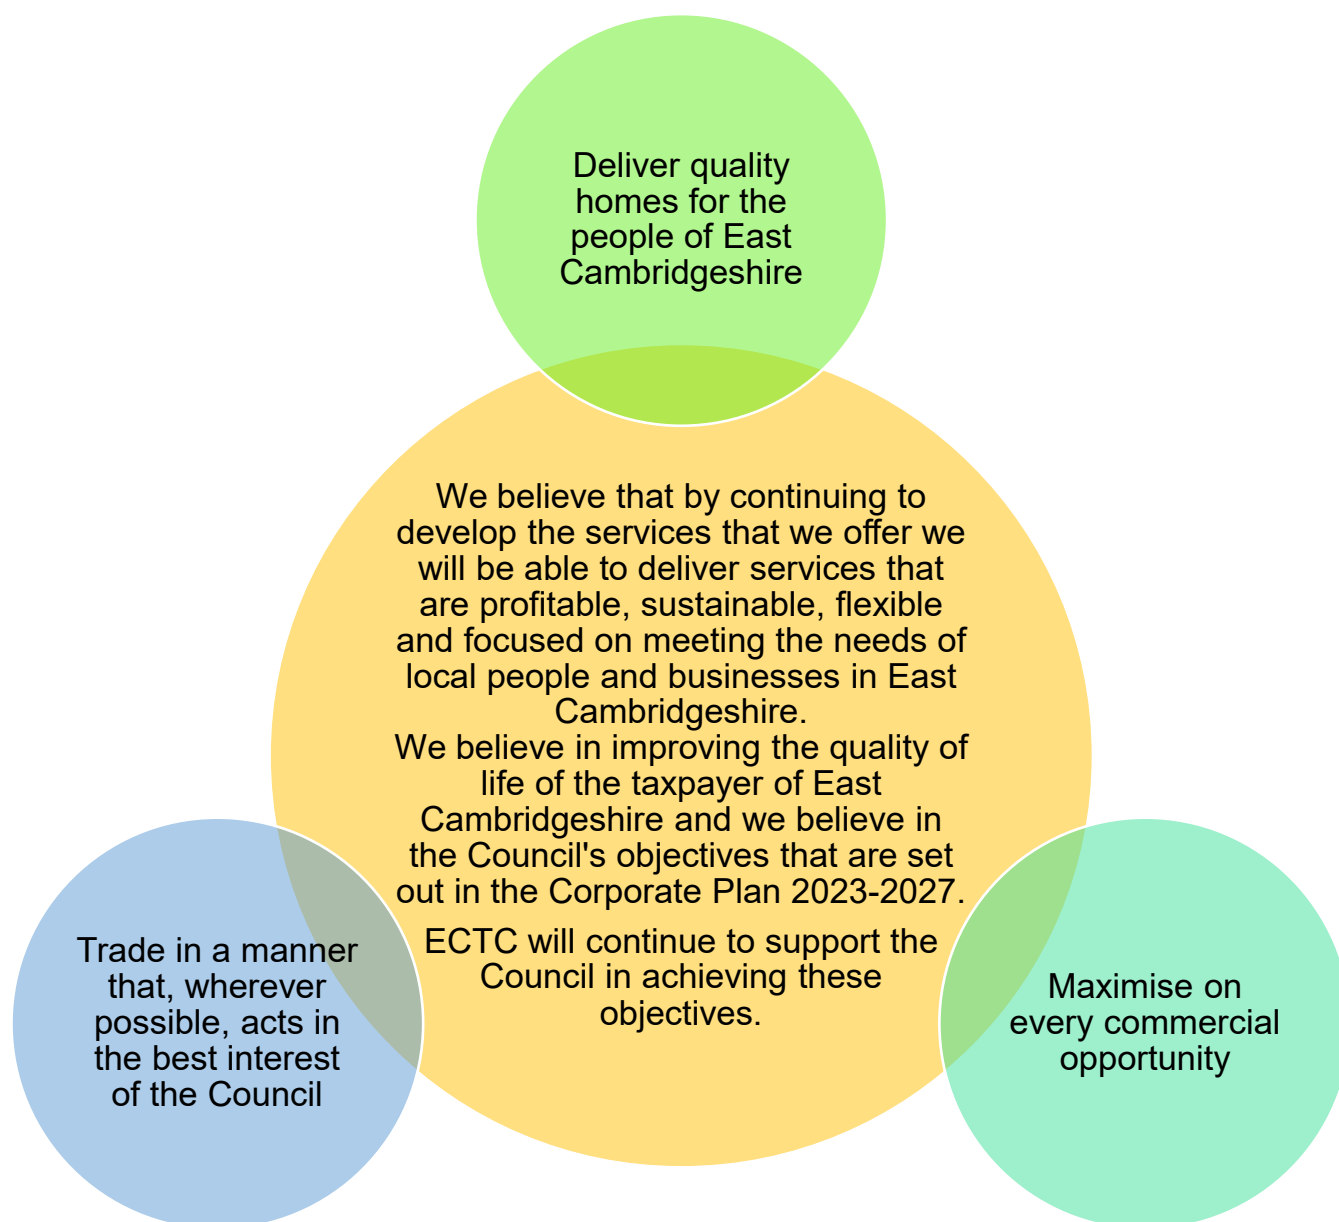 Deliver quality
homes for the
people of East
Cambridgeshire
We believe that by continuing to
develop the services that we offer we
will be able to deliver services that
are profitable, sustainable, flexible
and focused on meeting the needs of
local people and businesses in East
Cambridgeshire.
We believe in improving the quality of
life of the taxpayer of East
Cambridgeshire and we believe in
the Council's objectives that are set
out in the Corporate Plan 2023-2027.
ECTC will continue to support the
Council in achieving these
objectives.
Trade in a manner
that, wherever
possible, acts in
the best interest
of the Council
Maximise on
every commercial
opportunity